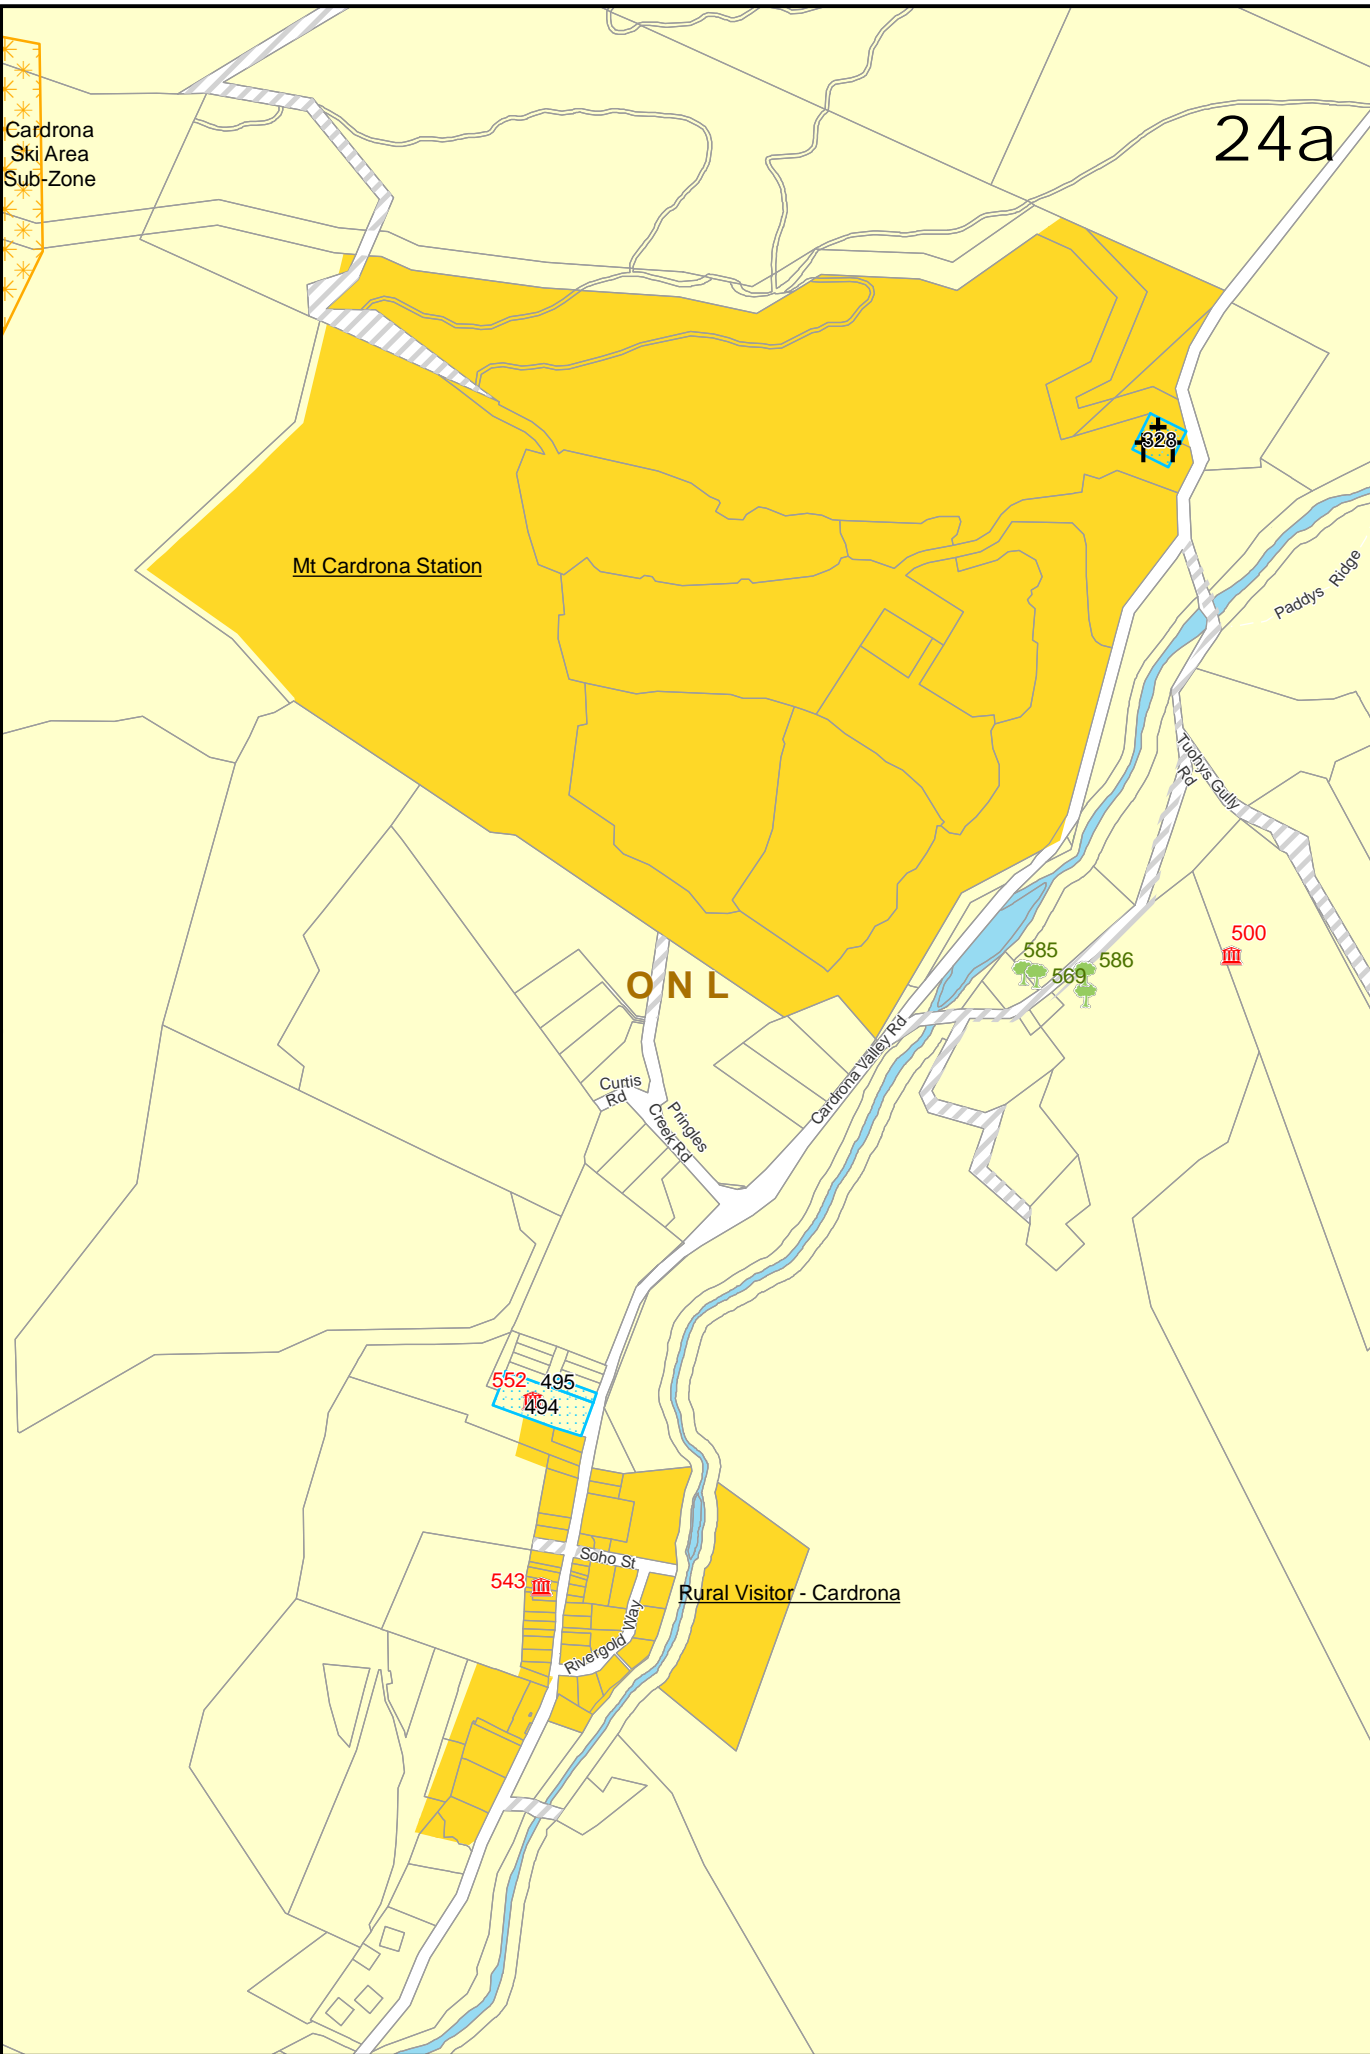 24a
Cardrona
Ski Area
Sub-Zone
328
Mt Cardrona Station
Paddys Ridge
Tuohys Gully
Rd
500
585
586
569
O N L
Cardrona Valley Rd
Curtis
Rd
Pringles
Creek Rd
552
495
494
Soho St
543
Rural Visitor - Cardrona
Rivergold Way